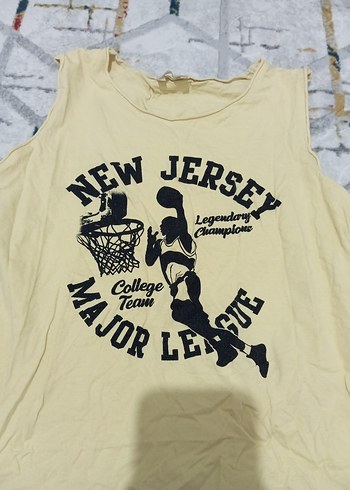 NEW JERSEY
Legendary
Champions
College
Team
MAJOR LEAGUE